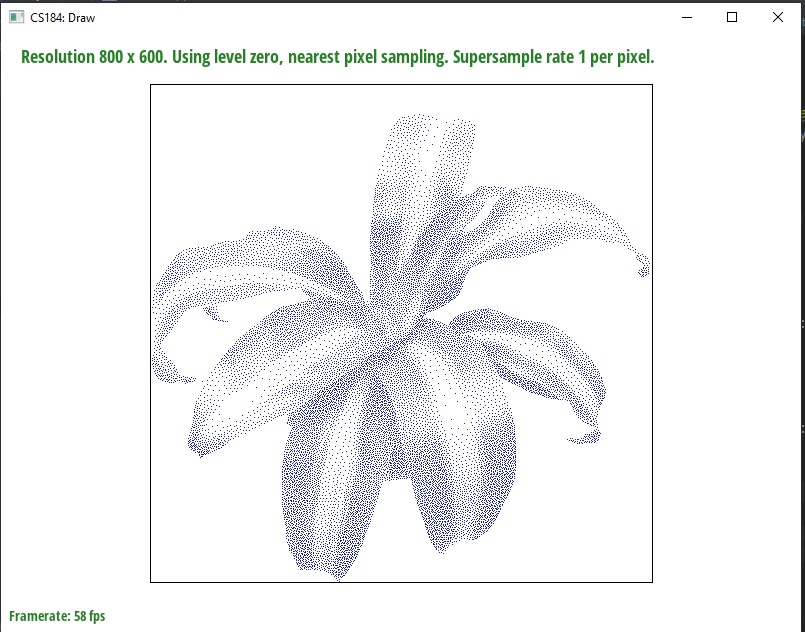 CS184: Draw
Resolution 800 x 600. Using level zero, nearest pixel sampling. Supersample rate 1 per pixel.
Framerate: 58 fps